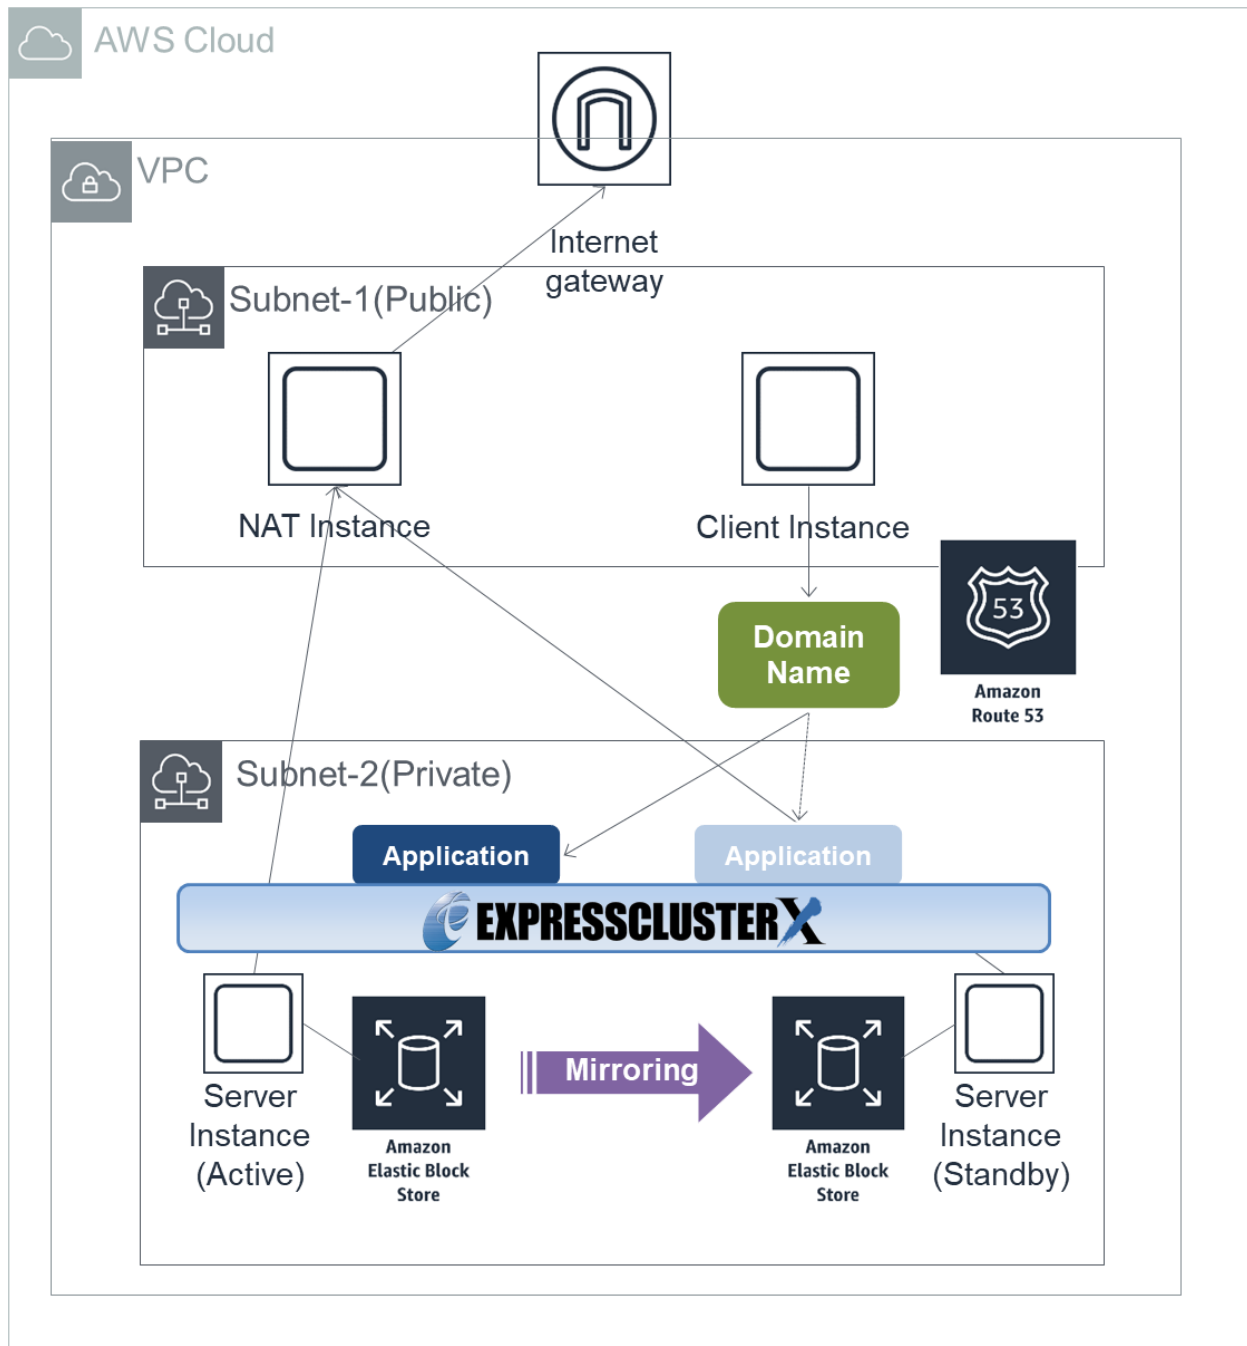 AWS Cloud
VPC
Internet
gateway
Subnet-1(Public)
NAT Instance
Client Instance
Domain
Name
53
Amazon
Route 53
Subnet-2(Private)
Application
Application
EXPRESSCLUSTER X
Mirroring
Server
Instance
(Active)
Amazon
Elastic Block
Store
Amazon
Elastic Block
Store
Server
Instance
(Standby)